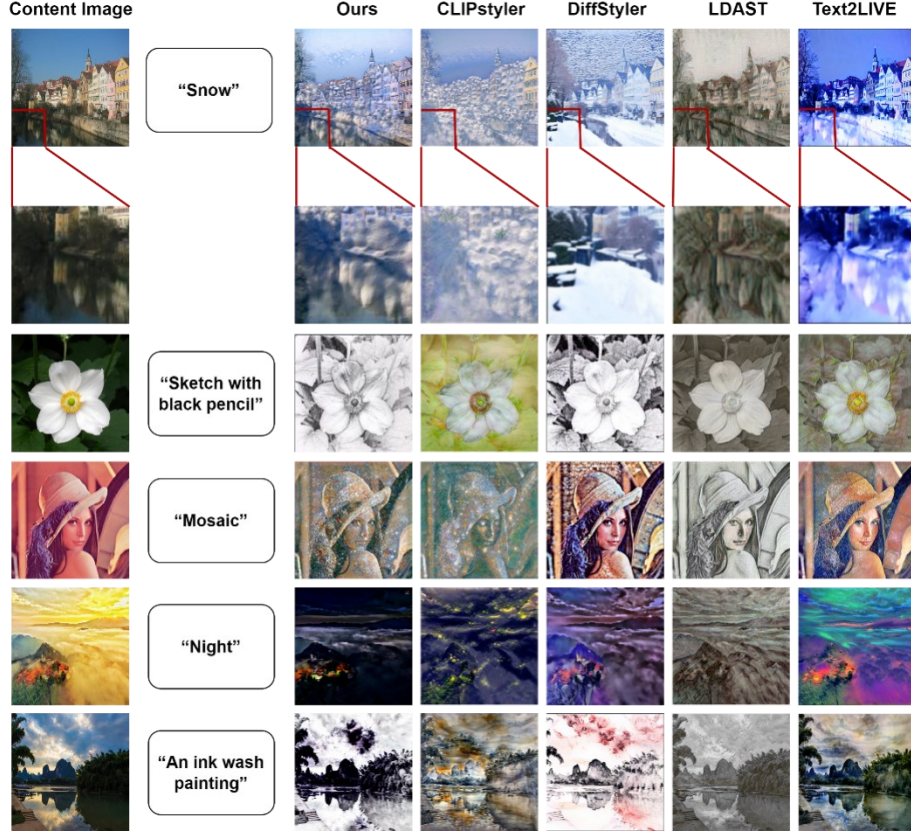 Content Image
Ours
CLIPstyler
DiffStyler
LDAST
Text2LIVE
“Snow”
“Sketch with
black pencil”
“Mosaic”
“Night”
“An ink wash
painting”